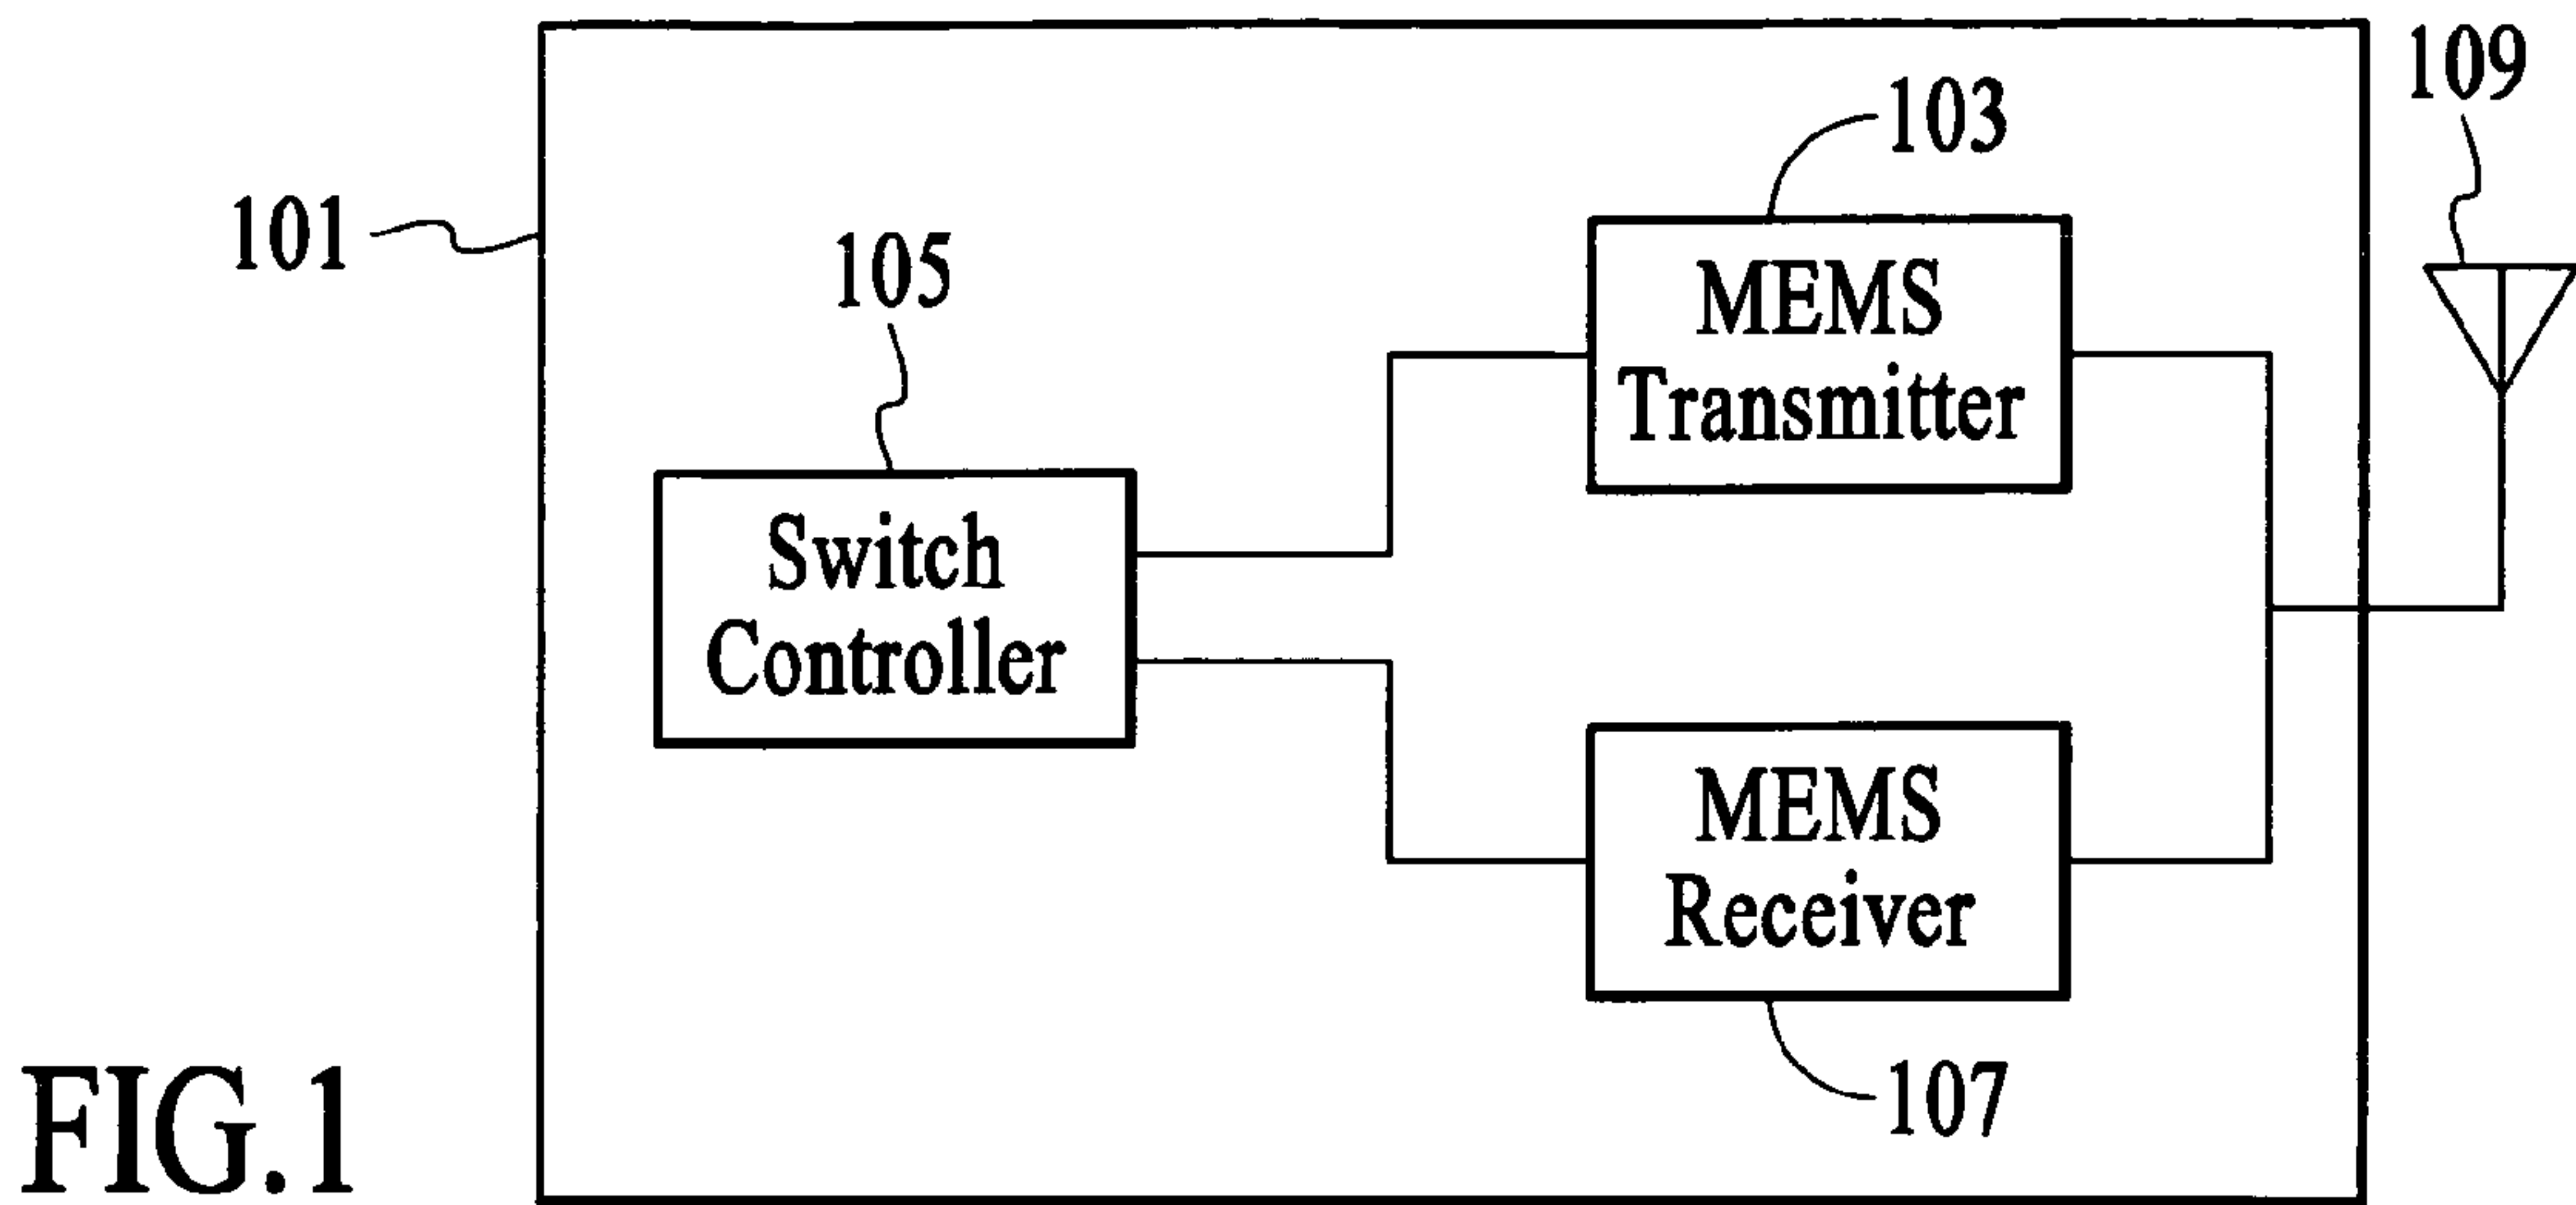 109
103
101
105
MEMS
Transmitter
Switch
Controller
MEMS
Receiver
107
FIG.1